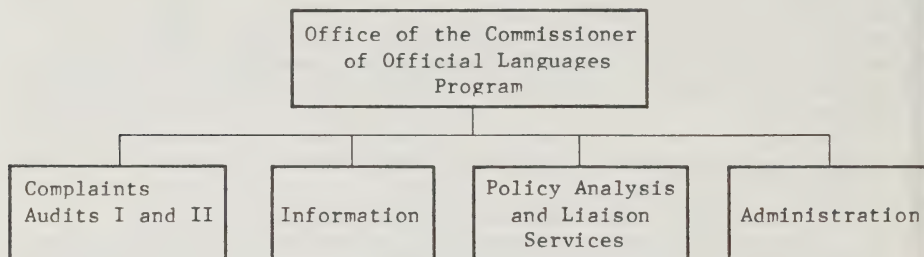 Office of the Commissioner
of Official Languages
Program
Complaints
Audits I and II
Information
Policy Analysis
and Liaison
Services
Administration